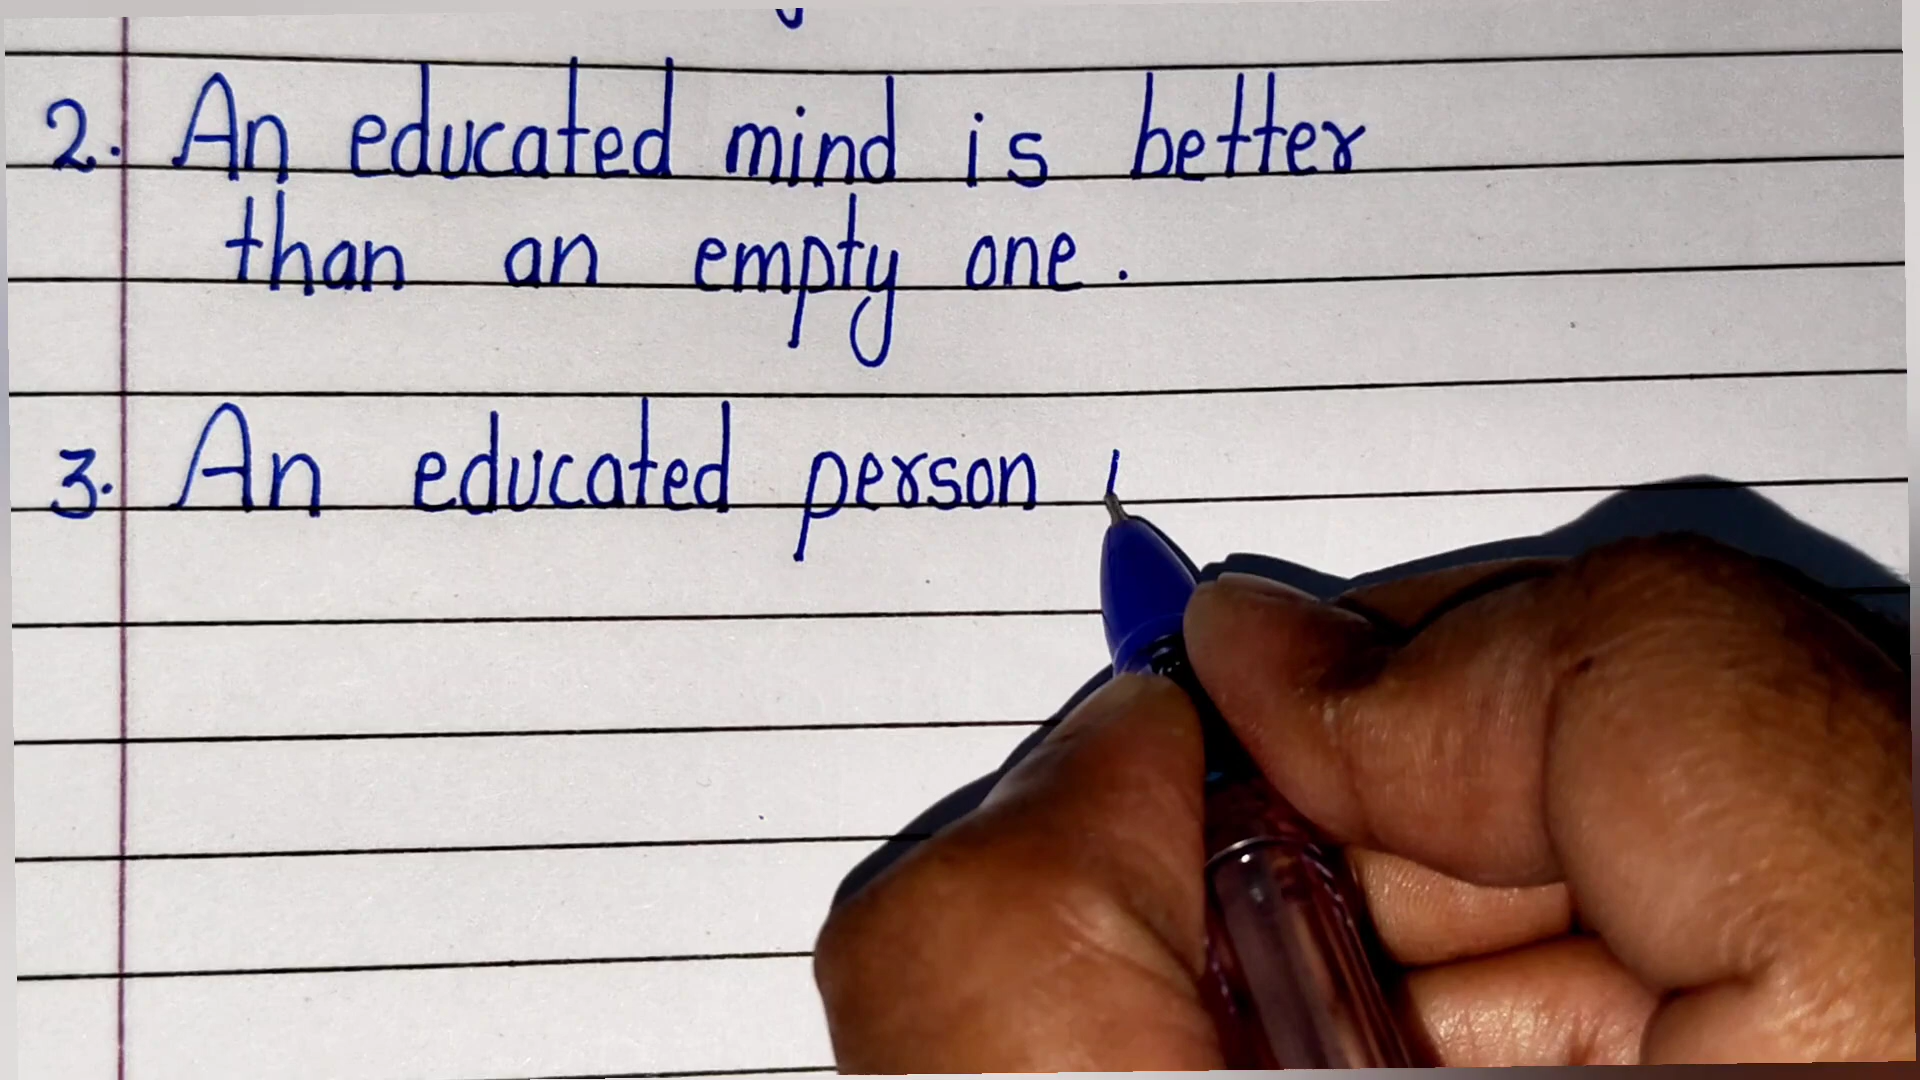 2. An educated mind is better
than an empty one.
3. An educated person